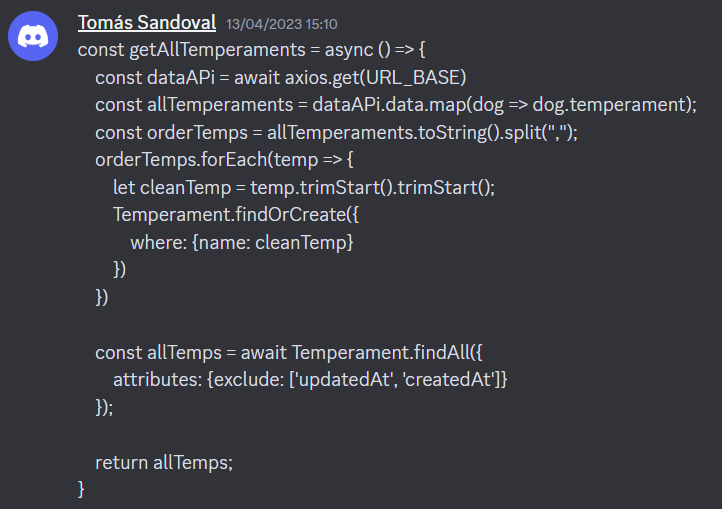 Tomás Sandoval 13/04/2023 15:10
const getAllTemperaments = async () => {
const dataAPi = await axios.get(URL_BASE)
const allTemperaments = dataAPi.data.map(dog => dog.temperament);
const orderTemps = allTemperaments.toString().split(",");
orderTemps.forEach(temp => {
let cleanTemp = temp.trimStart().trimStart();
Temperament.findOrCreate({
where: {name: cleanTemp}
})
})
const allTemps = await Temperament.findAll({
attributes: {exclude: ['updatedAt', 'createdAt']}
});
return allTemps;
}